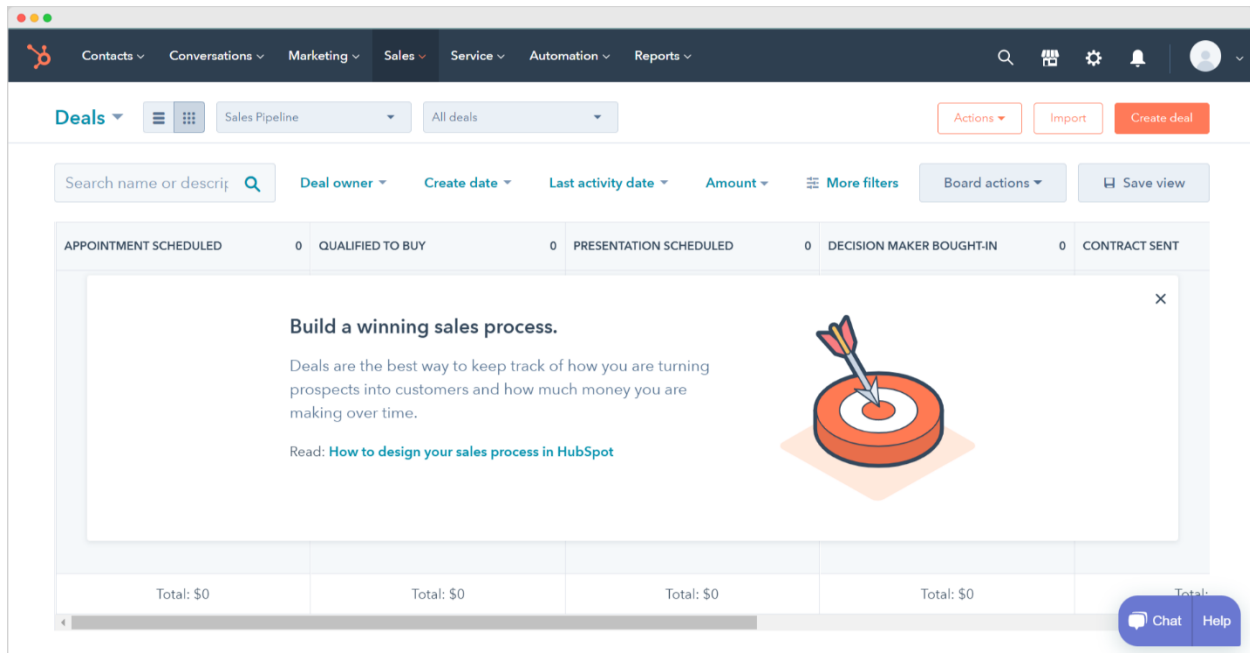 Contacts Conversations Marketing Sales Service Automation Reports
Deals Sales Pipeline All deals Actions Import Create deal
Search name or descrip Deal owner Create date Last activity date Amount More filters Board actions Save view
APPOINTMENT SCHEDULED 0 QUALIFIED TO BUY 0 PRESENTATION SCHEDULED 0 DECISION MAKER BOUGHT-IN 0 CONTRACT SENT
Build a winning sales process.
Deals are the best way to keep track of how you are turning
prospects into customers and how much money you are
making over time.
Read: How to design your sales process in HubSpot
Total: $0 Total: $0 Total: $0 Total: $0 Total:
Chat Help